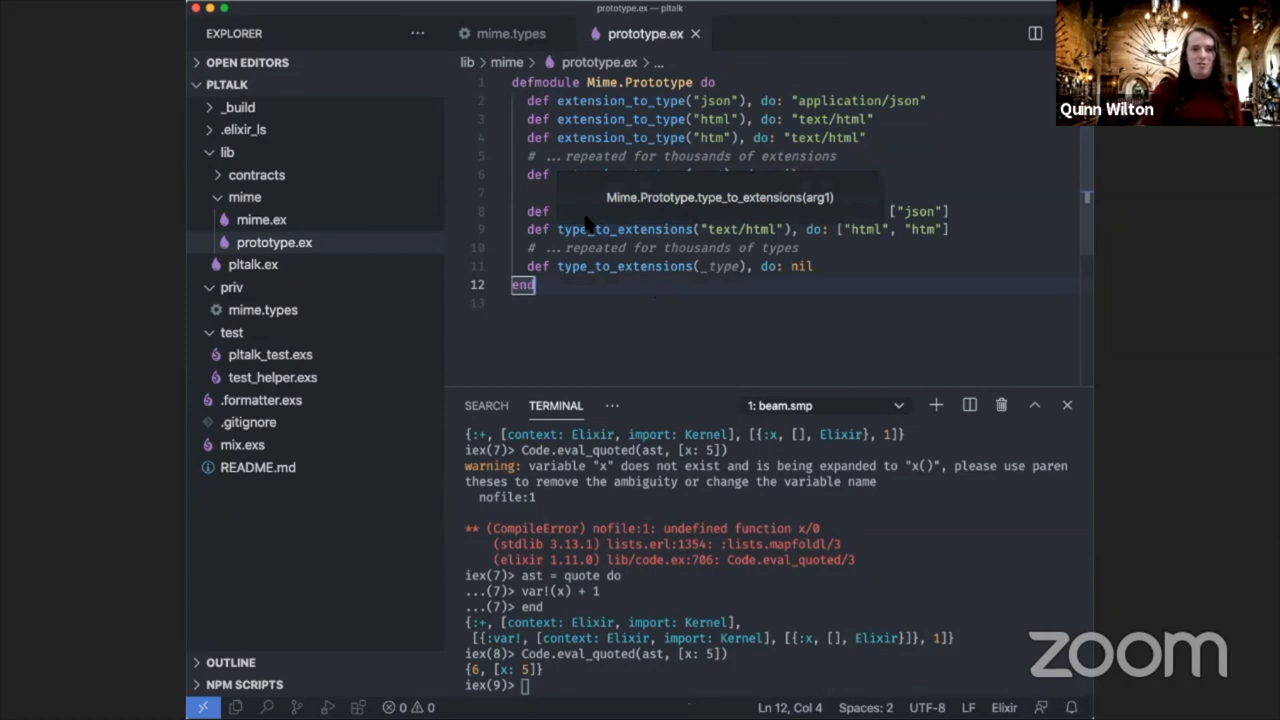 prototype.ex — pltalk
EXPLORER
mime.types
prototype.ex
Quinn Wilton
OPEN EDITORS
lib > mime > prototype.ex > ...
PLTALK
_build
.elixir_ls
lib
contracts
mime
mime.ex
prototype.ex
pltalk.ex
priv
mime.types
test
pltalk_test.exs
test_helper.exs
.formatter.exs
.gitignore
mix.exs
README.md
OUTLINE
NPM SCRIPTS
1 defmodule Mime.Prototype do
2 def extension_to_type("json"), do: "application/json"
3 def extension_to_type("html"), do: "text/html"
4 def extension_to_type("htm"), do: "text/html"
5 # ...repeated for thousands of extensions
6 def
7
Mime.Prototype.type_to_extensions(arg1)
8 def ["json"]
9 def type_to_extensions("text/html"), do: ["html", "htm"]
10 # ...repeated for thousands of types
11 def type_to_extensions(_type), do: nil
12 end
13
SEARCH TERMINAL ... 1: beam.smp
{:+, [context: Elixir, import: Kernel], [{:x, [], Elixir}, 1]}
iex(7)> Code.eval_quoted(ast, [x: 5])
warning: variable "x" does not exist and is being expanded to "x()", please use paren
theses to remove the ambiguity or change the variable name
nofile:1
** (CompileError) nofile:1: undefined function x/0
(stdlib 3.13.1) lists.erl:1354: :lists.mapfoldl/3
(elixir 1.11.0) lib/code.ex:706: Code.eval_quoted/3
iex(7)> ast = quote do
...(7)> var!(x) + 1
...(7)> end
{:+, [context: Elixir, import: Kernel],
[{:var!, [context: Elixir, import: Kernel], [{:x, [], Elixir}]}, 1]}
iex(8)> Code.eval_quoted(ast, [x: 5])
{6, [x: 5]}
iex(9)>
zoom
0 0 Ln 12, Col 4 Spaces: 2 UTF-8 LF Elixir